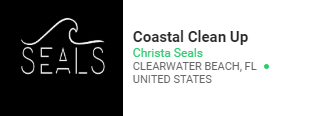 SEALS
Coastal Clean Up
Christa Seals
CLEARWATER BEACH, FL
UNITED STATES